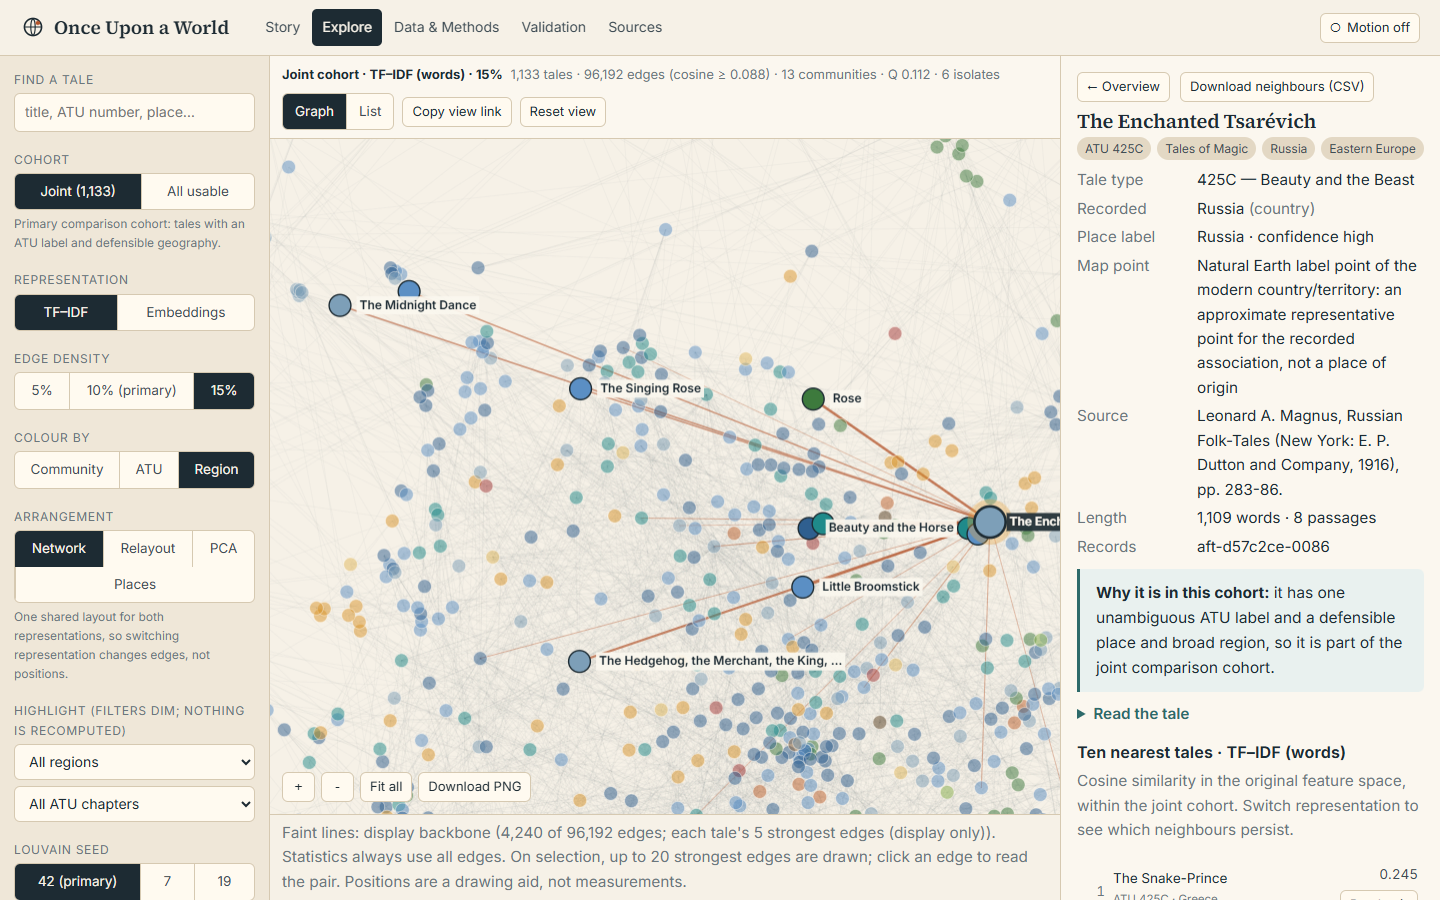 Once Upon a World
Story
Explore
Data & Methods
Validation
Sources
Motion off
FIND A TALE
title, ATU number, place...
COHORT
Joint (1,133)
All usable
Primary comparison cohort: tales with an
ATU label and defensible geography.
REPRESENTATION
TF–IDF
Embeddings
EDGE DENSITY
5%
10% (primary)
15%
COLOUR BY
Community
ATU
Region
ARRANGEMENT
Network
Relayout
PCA
Places
One shared layout for both
representations, so switching
representation changes edges, not
positions.
HIGHLIGHT (FILTERS DIM; NOTHING
IS RECOMPUTED)
All regions
All ATU chapters
LOUVAIN SEED
42 (primary)
7
19
Joint cohort · TF–IDF (words) · 15% 1,133 tales · 96,192 edges (cosine ≥ 0.088) · 13 communities · Q 0.112 · 6 isolates
Graph
List
Copy view link
Reset view
The Midnight Dance
The Singing Rose
Rose
Beauty and the Horse
The Ench
Little Broomstick
The Hedgehog, the Merchant, the King, ...
+
-
Fit all
Download PNG
Faint lines: display backbone (4,240 of 96,192 edges; each tale's 5 strongest edges (display only)).
Statistics always use all edges. On selection, up to 20 strongest edges are drawn; click an edge to read
the pair. Positions are a drawing aid, not measurements.
← Overview
Download neighbours (CSV)
The Enchanted Tsarévich
ATU 425C
Tales of Magic
Russia
Eastern Europe
Tale type 425C — Beauty and the Beast
Recorded Russia (country)
Place label Russia · confidence high
Map point Natural Earth label point of the
modern country/territory: an
approximate representative
point for the recorded
association, not a place of
origin
Source Leonard A. Magnus, Russian
Folk-Tales (New York: E. P.
Dutton and Company, 1916),
pp. 283-86.
Length 1,109 words · 8 passages
Records aft-d57c2ce-0086
Why it is in this cohort: it has one
unambiguous ATU label and a defensible
place and broad region, so it is part of the
joint comparison cohort.
Read the tale
Ten nearest tales · TF–IDF (words)
Cosine similarity in the original feature space,
within the joint cohort. Switch representation to
see which neighbours persist.
1 The Snake-Prince 0.245
ATU 425C · Greece